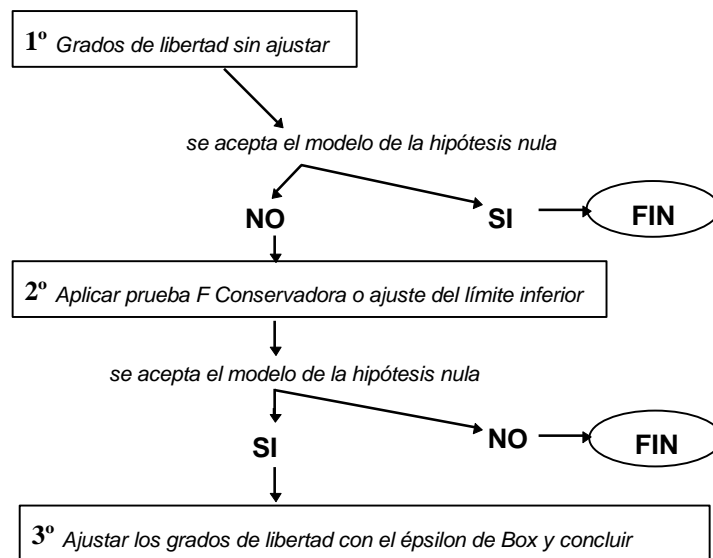 1º Grados de libertad sin ajustar
se acepta el modelo de la hipótesis nula
NO SI FIN
2º Aplicar prueba F Conservadora o ajuste del límite inferior
se acepta el modelo de la hipótesis nula
SI NO FIN
3º Ajustar los grados de libertad con el épsilon de Box y concluir